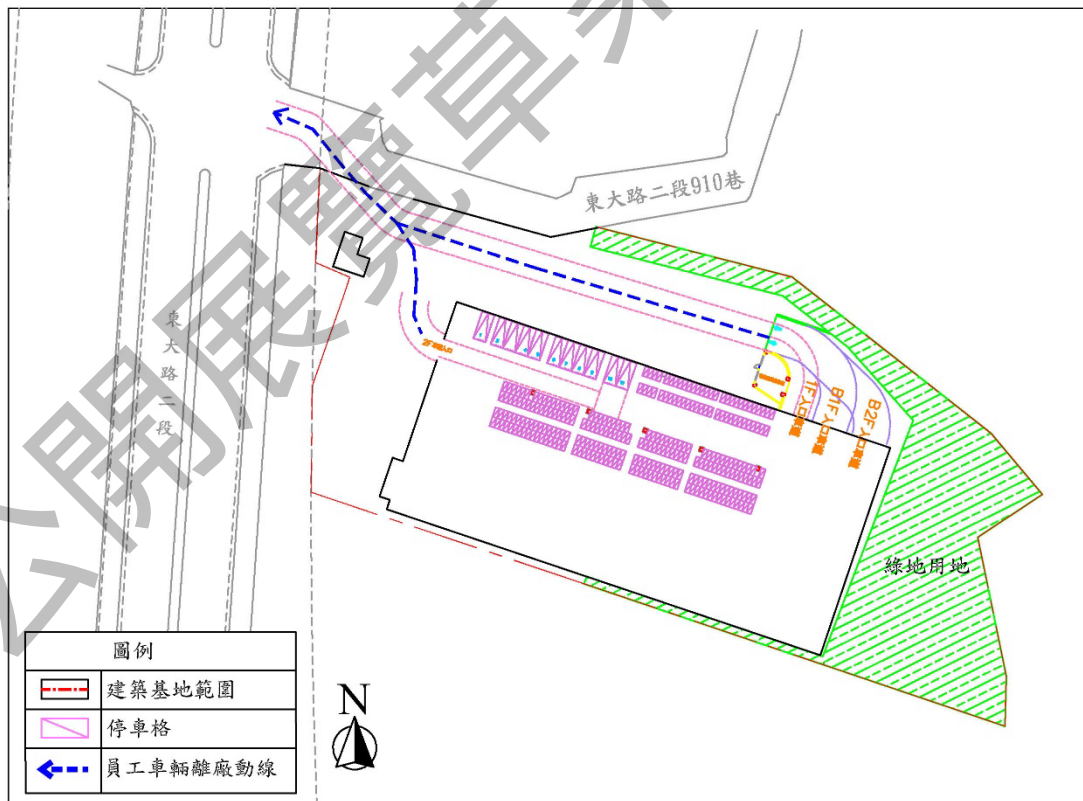 公開展覽草案
東大路二段910巷
東大路二段
1F入口車道
B1F入口車道
B2F入口車道
綠地用地
圖例
建築基地範圍
停車格
員工車輛離廠動線
N